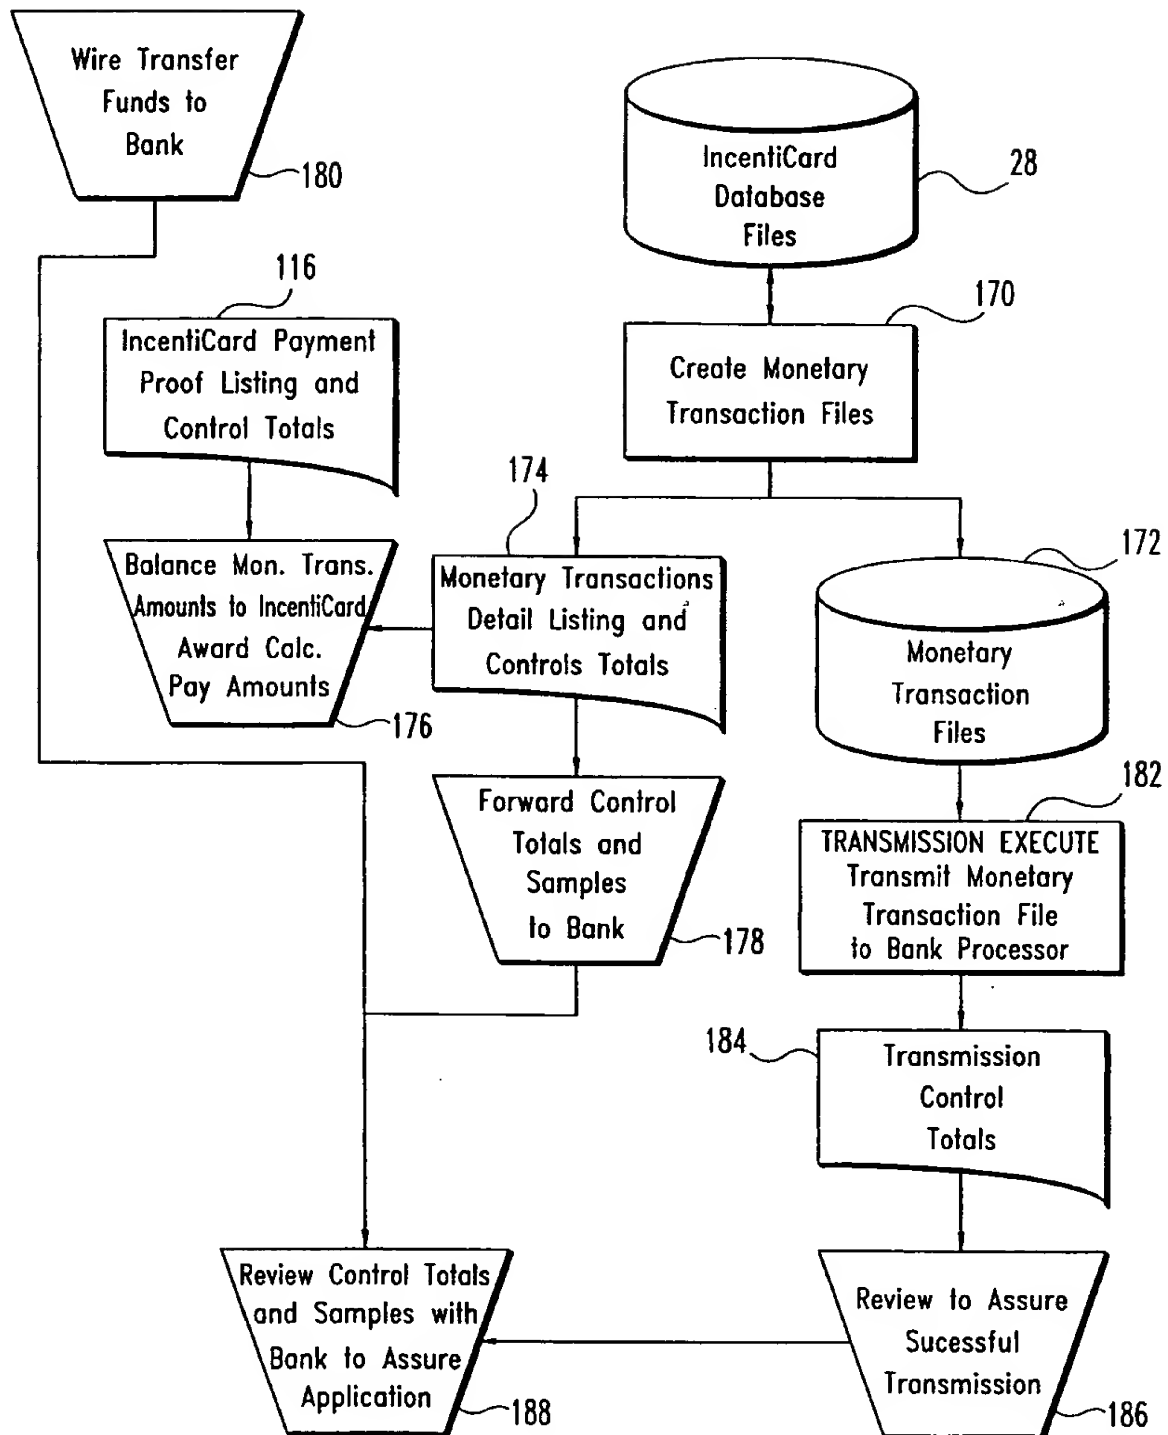 Wire Transfer
Funds to
Bank
180
IncentiCard
Database
Files
28
116
IncentiCard Payment
Proof Listing and
Control Totals
170
Create Monetary
Transaction Files
174
Monetary Transactions
Detail Listing and
Controls Totals
172
Monetary
Transaction
Files
Balance Mon. Trans.
Amounts to IncentiCard
Award Calc.
Pay Amounts
176
Forward Control
Totals and
Samples
to Bank
178
182
TRANSMISSION EXECUTE
Transmit Monetary
Transaction File
to Bank Processor
184
Transmission
Control
Totals
Review Control Totals
and Samples with
Bank to Assure
Application
188
Review to Assure
Sucessful
Transmission
186